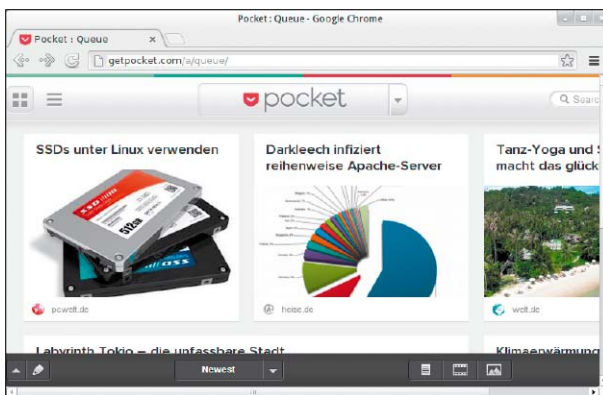 Pocket : Queue - Google Chrome
Pocket : Queue
getpocket.com/a/queue/
pocket
Searc
SSDs unter Linux verwenden
SSD
512GB
pcwelt.de
Darkleech infiziert
reihenweise Apache-Server
heise.de
Tanz-Yoga und S
macht das glück
welt.de
Labyrinth Tokio – die unfassbare Stadt
Klimaerwärmung
Newest